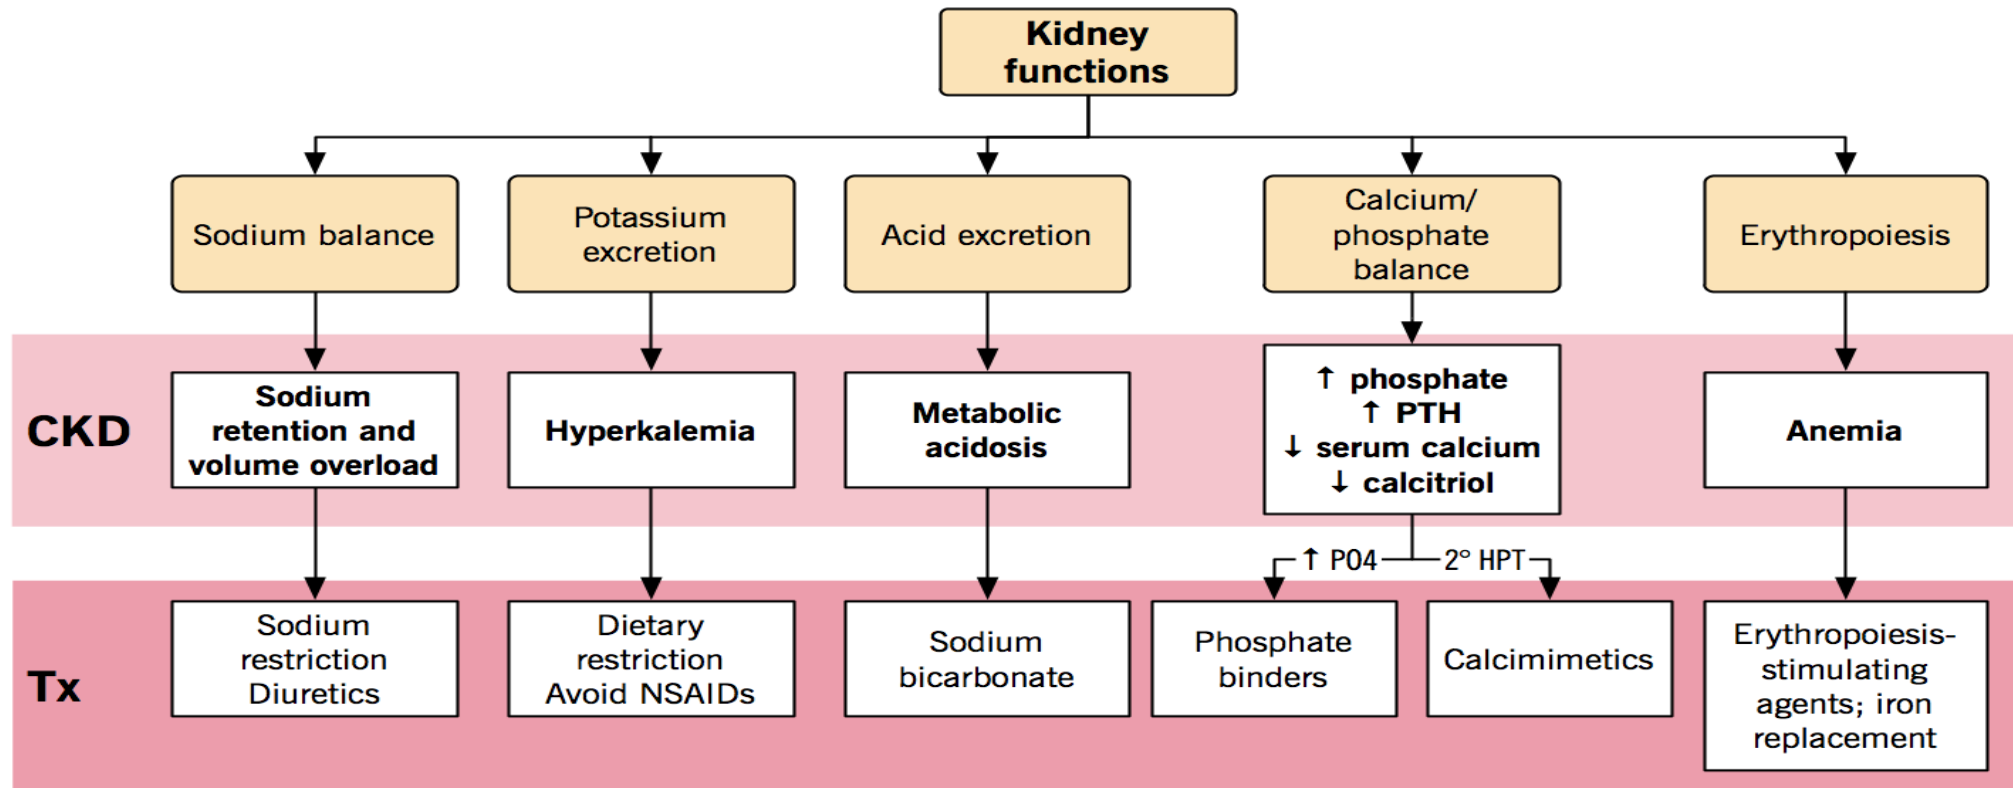 Kidney
functions
Sodium balance
Potassium
excretion
Acid excretion
Calcium/
phosphate
balance
Erythropoiesis
CKD
Sodium
retention and
volume overload
Hyperkalemia
Metabolic
acidosis
↑ phosphate
↑ PTH
↓ serum calcium
↓ calcitriol
Anemia
↑ PO4
2° HPT
Tx
Sodium
restriction
Diuretics
Dietary
restriction
Avoid NSAIDs
Sodium
bicarbonate
Phosphate
binders
Calcimimetics
Erythropoiesis-
stimulating
agents; iron
replacement